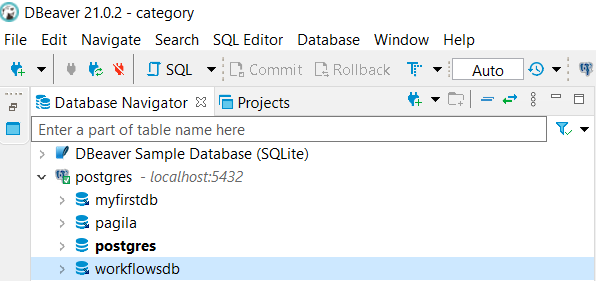 DBeaver 21.0.2 - category
File Edit Navigate Search SQL Editor Database Window Help
SQL Commit Rollback Auto
Database Navigator Projects
Enter a part of table name here
DBeaver Sample Database (SQLite)
postgres - localhost:5432
myfirstdb
pagila
postgres
workflowsdb